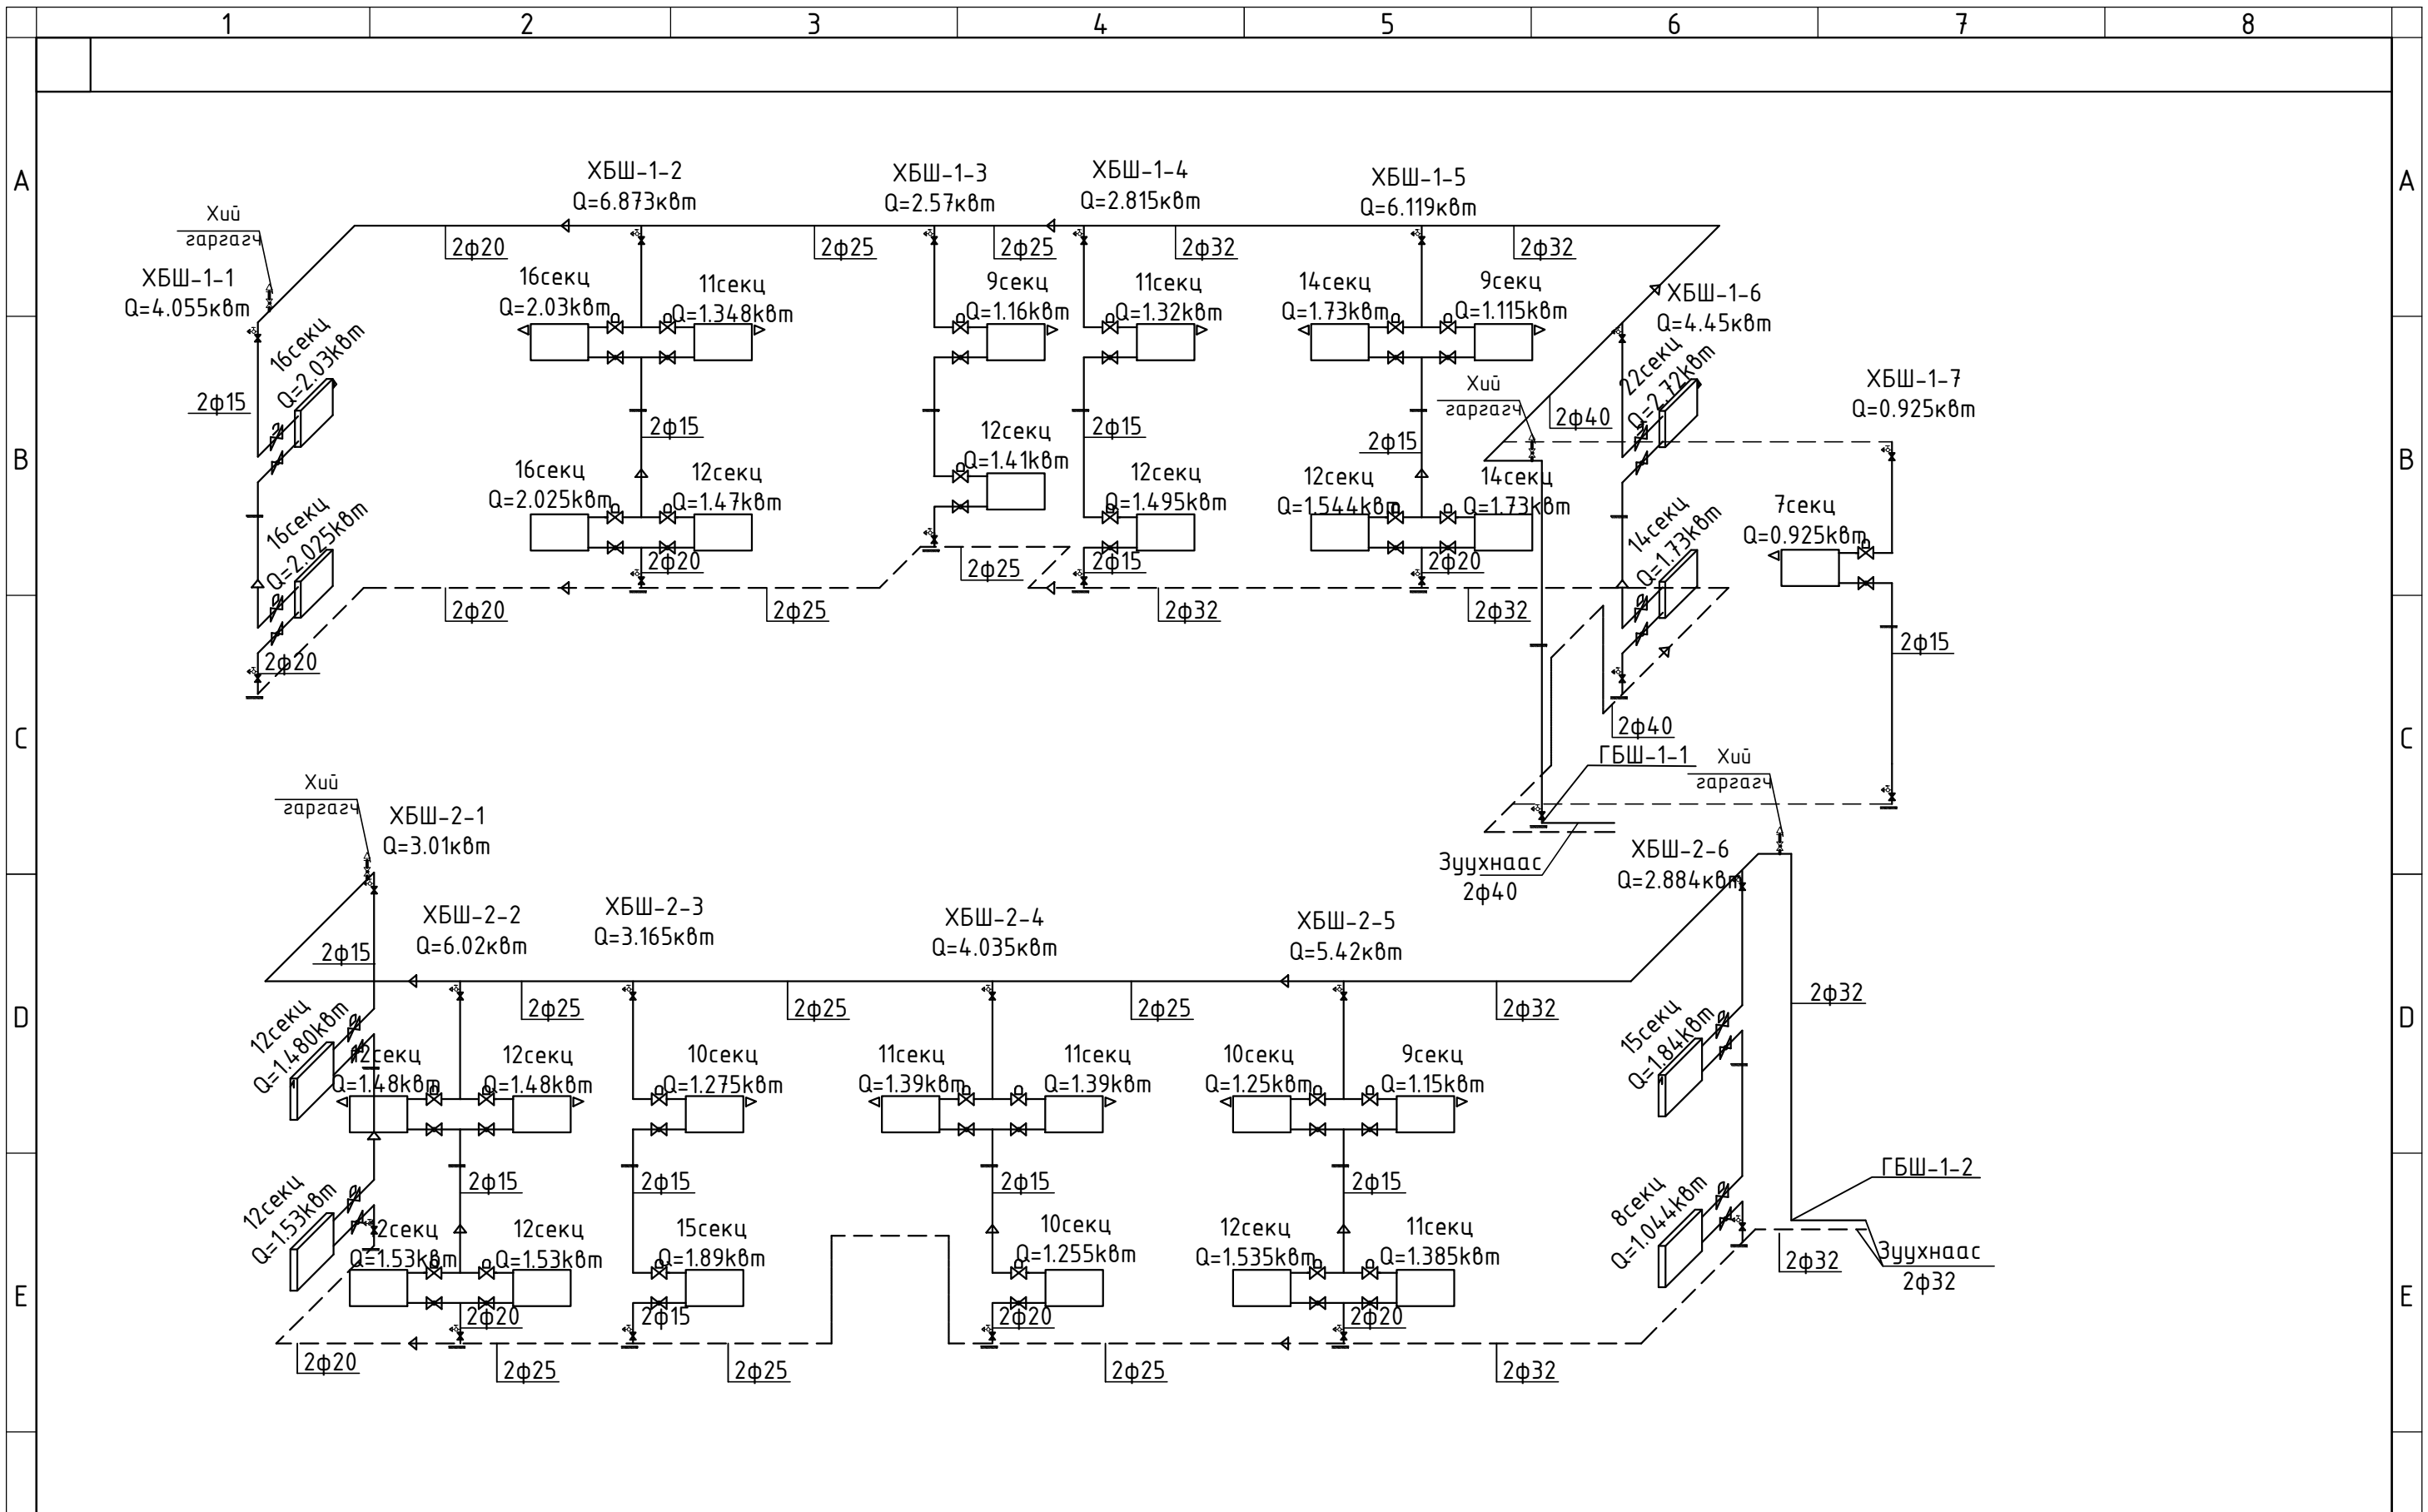 1 2 3 4 5 6 7 8
A A
ХБШ-1-2
Q=6.873квт
ХБШ-1-3
Q=2.57квт
ХБШ-1-4
Q=2.815квт
ХБШ-1-5
Q=6.119квт
Хий
гаргагч
ХБШ-1-1
Q=4.055квт
2ф20
2ф25
2ф25
2ф32
2ф32
16секц
Q=2.03квт
11секц
Q=1.348квт
9секц
Q=1.16квт
11секц
Q=1.32квт
14секц
Q=1.73квт
9секц
Q=1.115квт
ХБШ-1-6
Q=4.45квт
16секц
Q=2.03квт
22секц
Q=2.72квт
Хий
гаргагч
ХБШ-1-7
Q=0.925квт
2ф15
2ф15
2ф15
2ф15
2ф40
B B
16секц
Q=2.025квт
12секц
Q=1.47квт
12секц
Q=1.41квт
12секц
Q=1.495квт
12секц
Q=1.544квт
14секц
Q=1.73квт
16секц
Q=2.025квт
14секц
Q=1.73квт
7секц
Q=0.925квт
2ф20
2ф25
2ф15
2ф20
2ф20
2ф25
2ф32
2ф32
2ф20
2ф15
2ф40
C C
ГБШ-1-1
Хий
гаргагч
Хий
гаргагч
ХБШ-2-1
Q=3.01квт
Зуухнаас
2ф40
ХБШ-2-6
Q=2.884квт
ХБШ-2-2
Q=6.02квт
ХБШ-2-3
Q=3.165квт
ХБШ-2-4
Q=4.035квт
ХБШ-2-5
Q=5.42квт
2ф15
2ф25
2ф25
2ф25
2ф32
2ф32
D D
12секц
Q=1.480квт
12секц
Q=1.48квт
12секц
Q=1.48квт
10секц
Q=1.275квт
11секц
Q=1.39квт
11секц
Q=1.39квт
10секц
Q=1.25квт
9секц
Q=1.15квт
15секц
Q=1.84квт
2ф15
2ф15
2ф15
2ф15
ГБШ-1-2
12секц
Q=1.53квт
2секц
Q=1.53квт
12секц
Q=1.53квт
15секц
Q=1.89квт
10секц
Q=1.255квт
12секц
Q=1.535квт
11секц
Q=1.385квт
8секц
Q=1.044квт
2ф32
Зуухнаас
2ф32
E E
2ф20
2ф15
2ф20
2ф20
2ф20
2ф25
2ф25
2ф25
2ф32